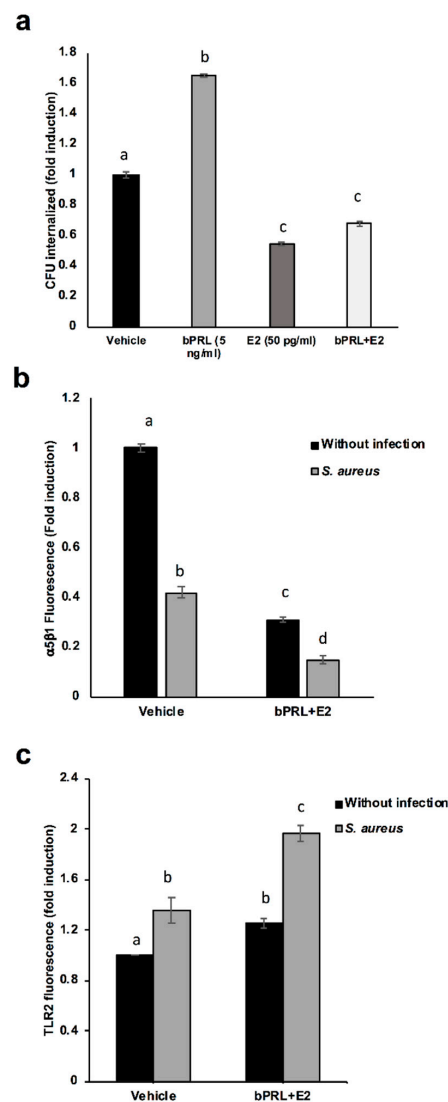 a
CFU internalized (fold induction)
1.8
1.6
1.4
1.2
1
0.8
0.6
0.4
0.2
0
a
b
c
c
Vehicle
bPRL (5
ng/ml)
E2 (50 pg/ml)
bPRL+E2
b
α5β1 Fluorescence (Fold induction)
1.2
1
0.8
0.6
0.4
0.2
0
a
b
c
d
Without infection
S. aureus
Vehicle
bPRL+E2
c
TLR2 fluorescence (fold induction)
2.4
2
1.6
1.2
0.8
0.4
0
a
b
b
c
Without infection
S. aureus
Vehicle
bPRL+E2